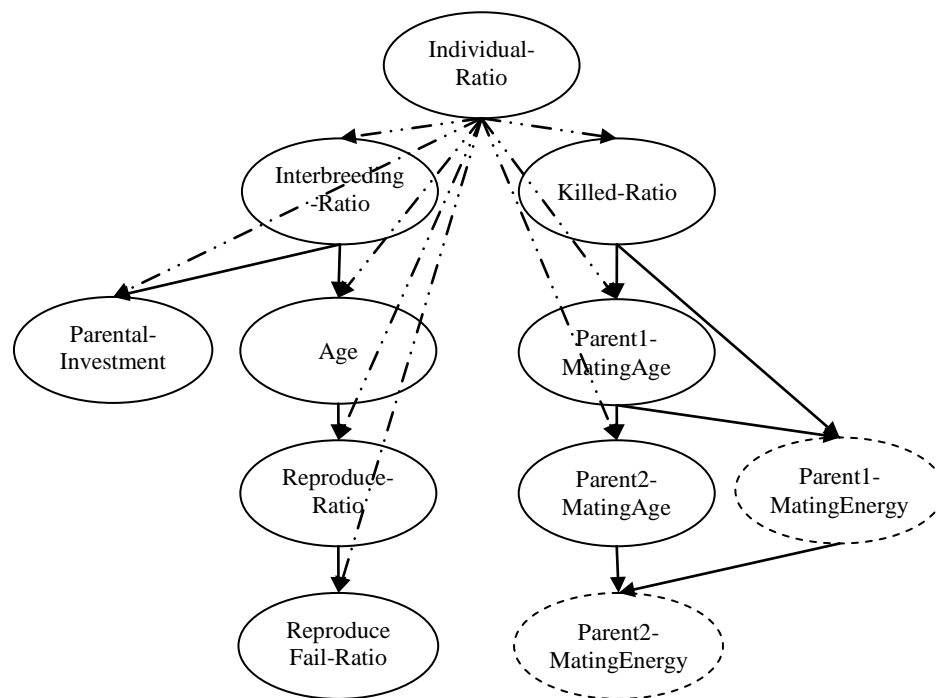 Individual-
Ratio
Interbreeding
-Ratio
Killed-Ratio
Parental-
Investment
Age
Parent1-
MatingAge
Reproduce-
Ratio
Parent2-
MatingAge
Parent1-
MatingEnergy
Reproduce
Fail-Ratio
Parent2-
MatingEnergy